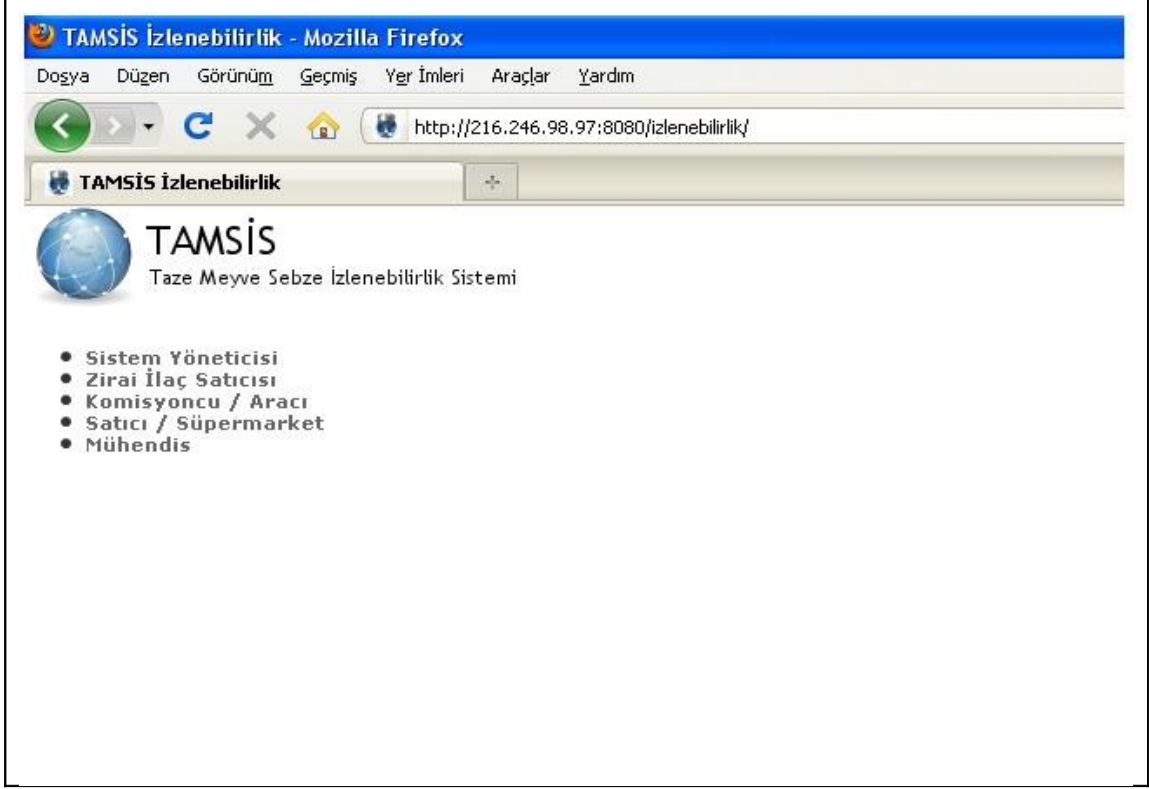 TAMSİS İzlenebilirlik - Mozilla Firefox
Dosya Düzen Görünüm Geçmiş Yer İmleri Araçlar Yardım
http://216.246.98.97:8080/izlenebilirlik/
TAMSİS İzlenebilirlik
TAMSİS
Taze Meyve Sebze İzlenebilirlik Sistemi
• Sistem Yöneticisi
• Zirai İlaç Satıcısı
• Komisyoncu / Aracı
• Satıcı / Süpermarket
• Mühendis